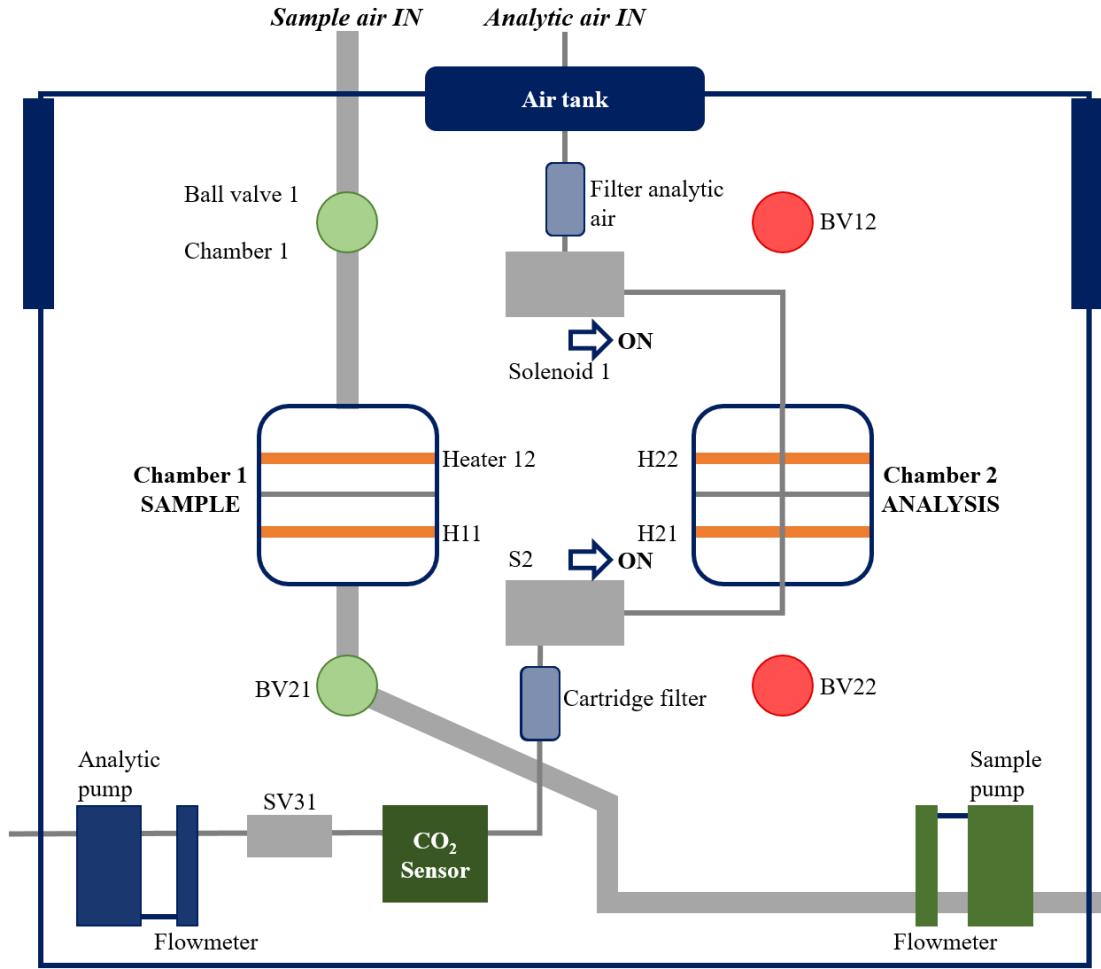 Sample air IN
Analytic air IN
Air tank
Ball valve 1
Chamber 1
Filter analytic
air
BV12
ON
Solenoid 1
Chamber 1
SAMPLE
Heater 12
H11
H22
H21
Chamber 2
ANALYSIS
S2
ON
BV21
Cartridge filter
BV22
Analytic
pump
SV31
CO₂
Sensor
Flowmeter
Sample
pump
Flowmeter